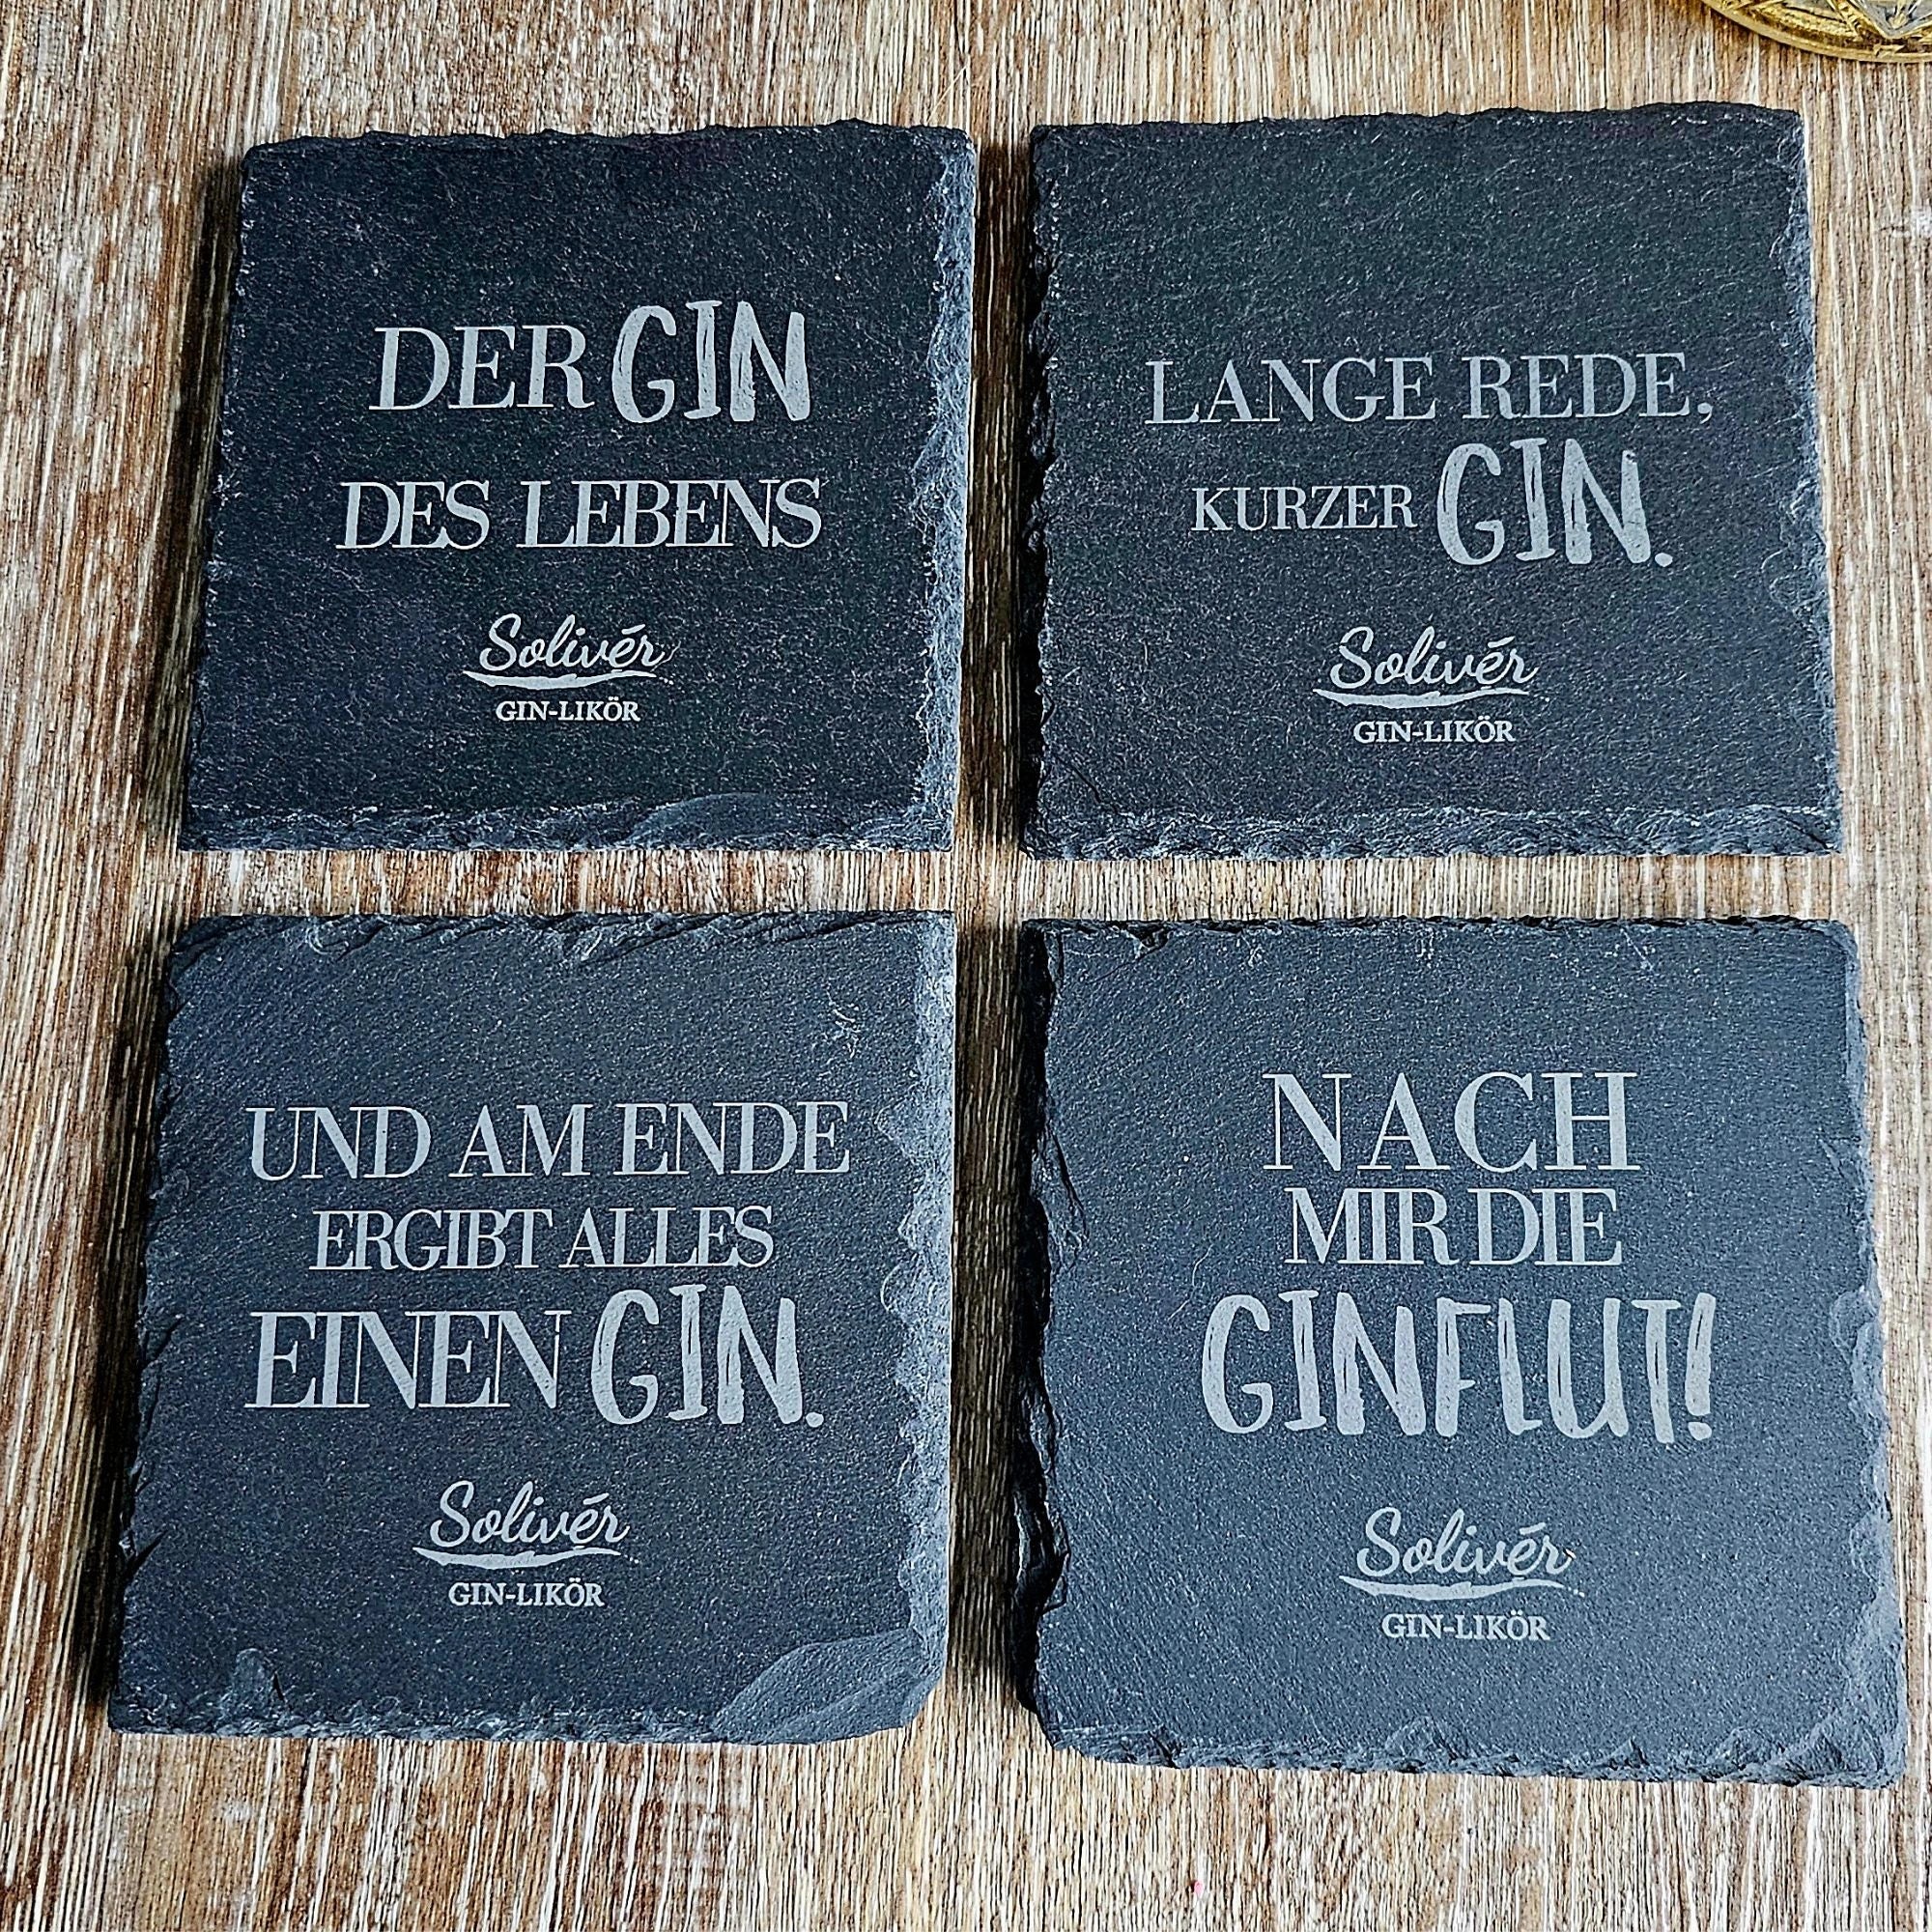 DER GIN
DES LEBENS
Solivér
GIN-LIKÖR
LANGE REDE,
KURZER GIN.
Solivér
GIN-LIKÖR
UND AM ENDE
ERGIBT ALLES
EINEN GIN.
Solivér
GIN-LIKÖR
NACH
MIR DIE
GINFLUT!
Solivér
GIN-LIKÖR